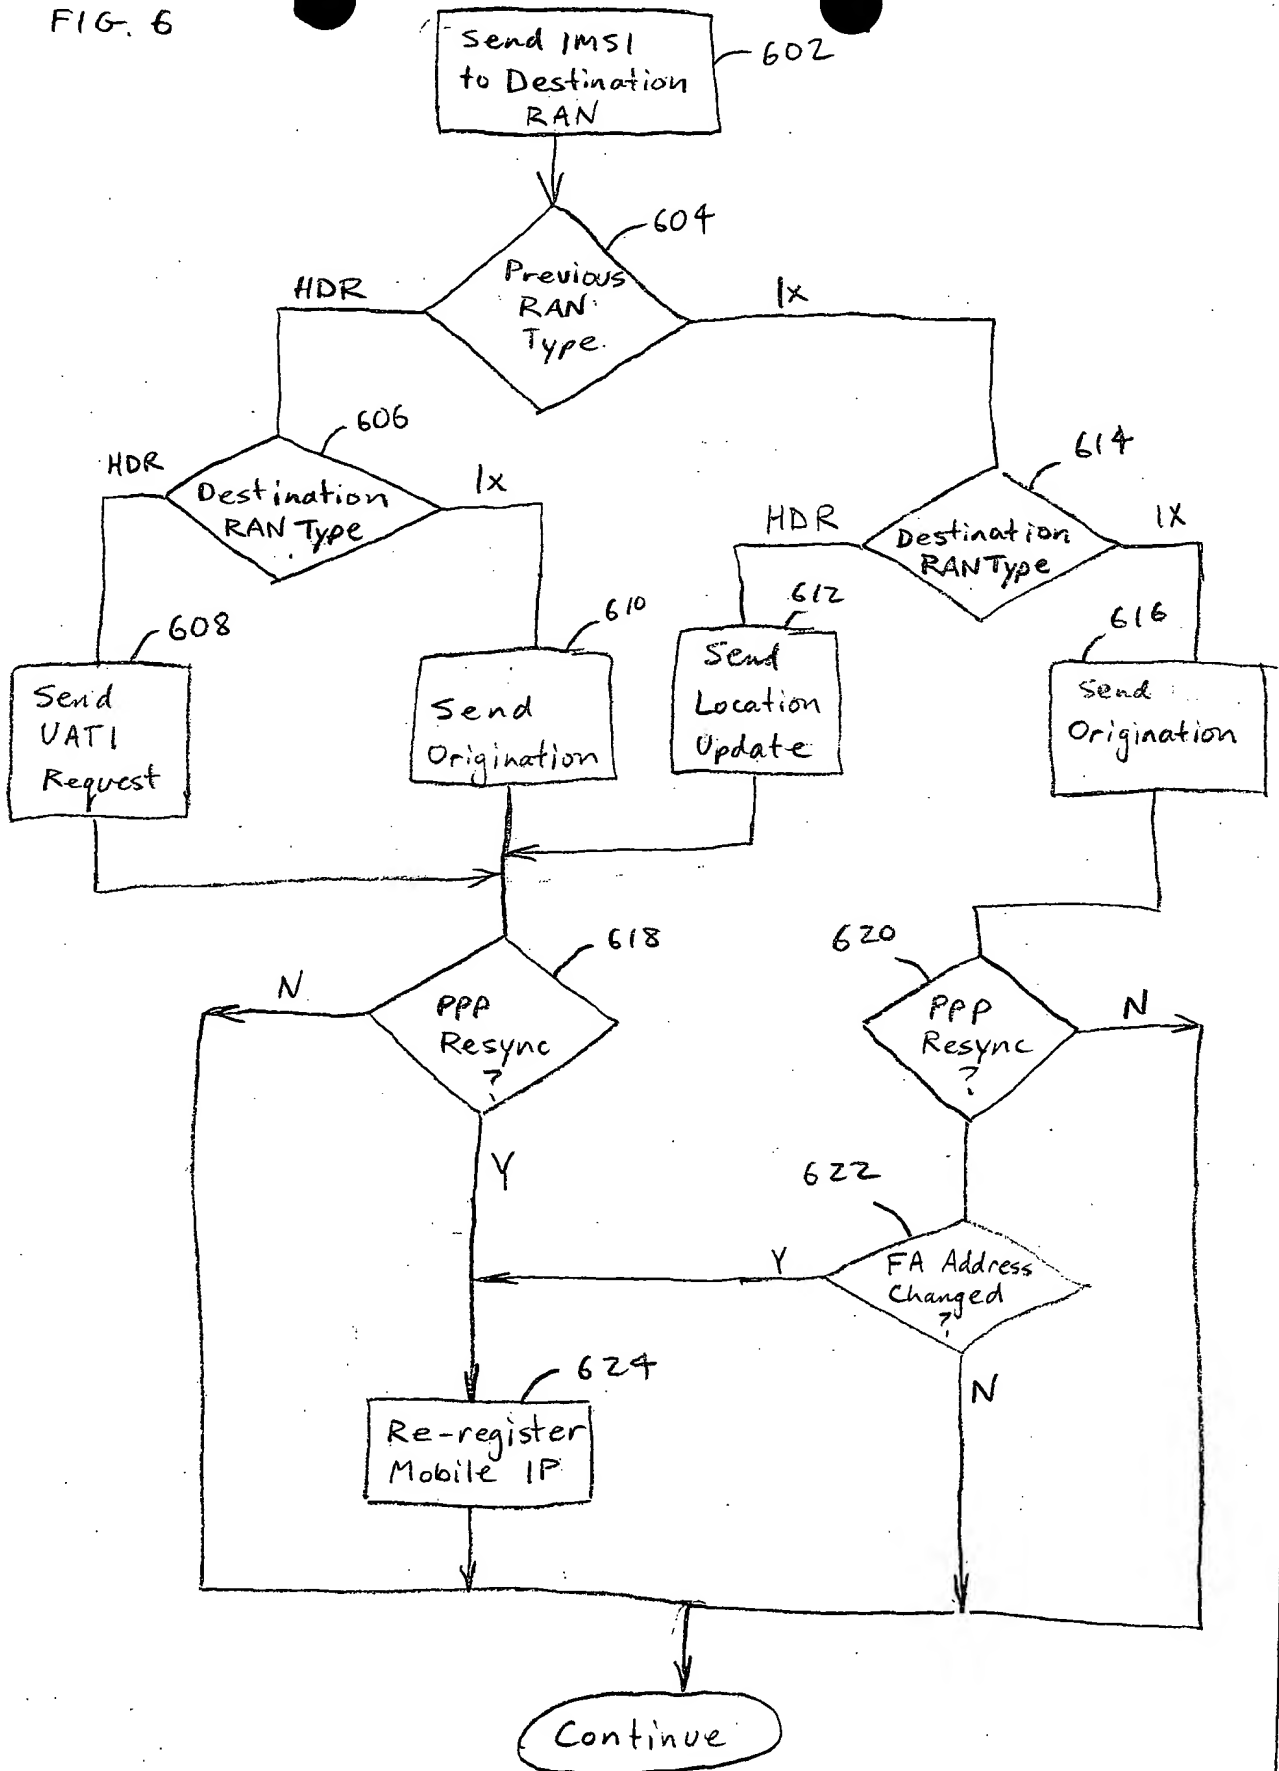 FIG. 6
Send IMSI
to Destination
RAN
602
604
Previous
RAN
Type
HDR
1x
606
Destination
RAN Type
HDR
1x
614
Destination
RAN Type
HDR
1X
608
Send
UATI
Request
610
Send
Origination
612
Send
Location
Update
616
Send
Origination
618
PPP
Resync
?
N
Y
620
PPP
Resync
?
N
622
FA Address
Changed
?
Y
N
624
Re-register
Mobile IP
Continue